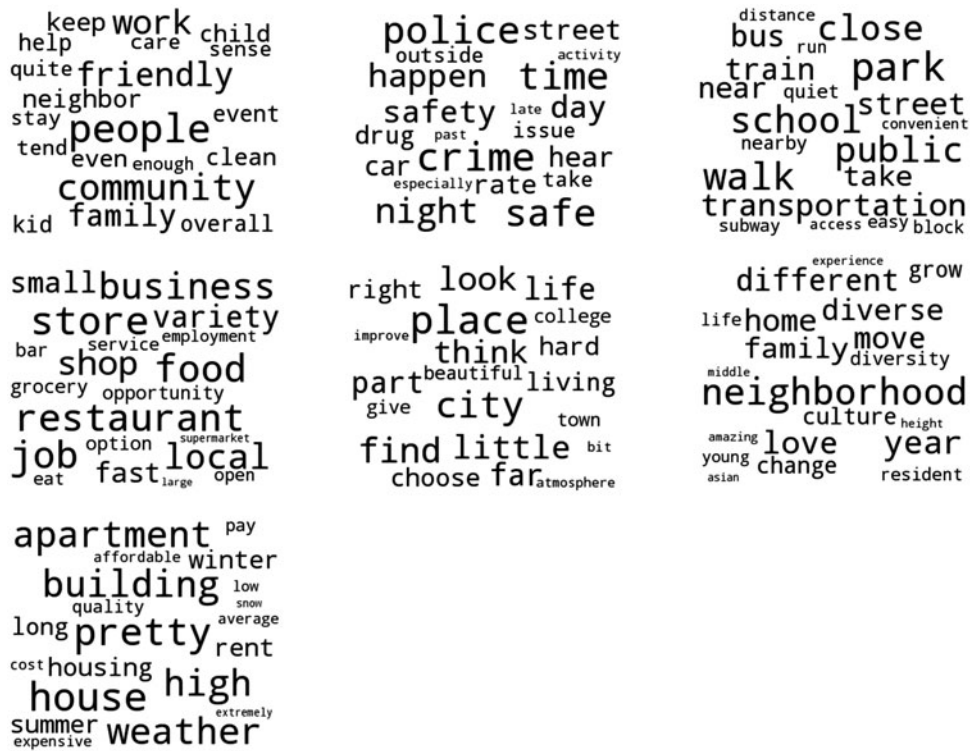 keep work child
help care sense
quite friendly
neighbor
stay people event
tend even enough clean
community
kid family overall
police street
outside activity
happen time
safety late day
drug past issue
car crime hear
especially rate take
night safe
distance
bus run close
train park
near quiet street
school convenient
nearby public
walk take
transportation
subway access easy block
small business
store variety
bar service employment
shop food
grocery opportunity
restaurant
job option supermarket local
eat fast large open
right look life
improve place college
think hard
part beautiful living
give city town
find little bit
choose far atmosphere
experience
different grow
life home diverse
family move
diversity
middle
neighborhood
culture height
amazing love year
young change
asian resident
apartment pay
affordable winter
building low
quality snow
long pretty average
rent
cost housing
house high
summer extremely
expensive weather